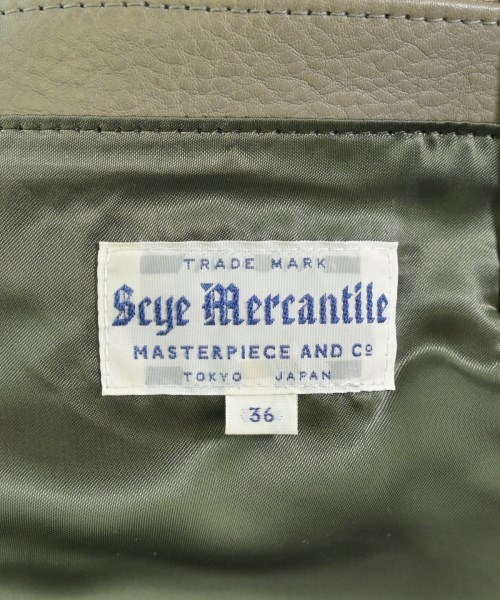 TRADE MARK
Scye Mercantile
MASTERPIECE AND Co
TOKYO JAPAN
36